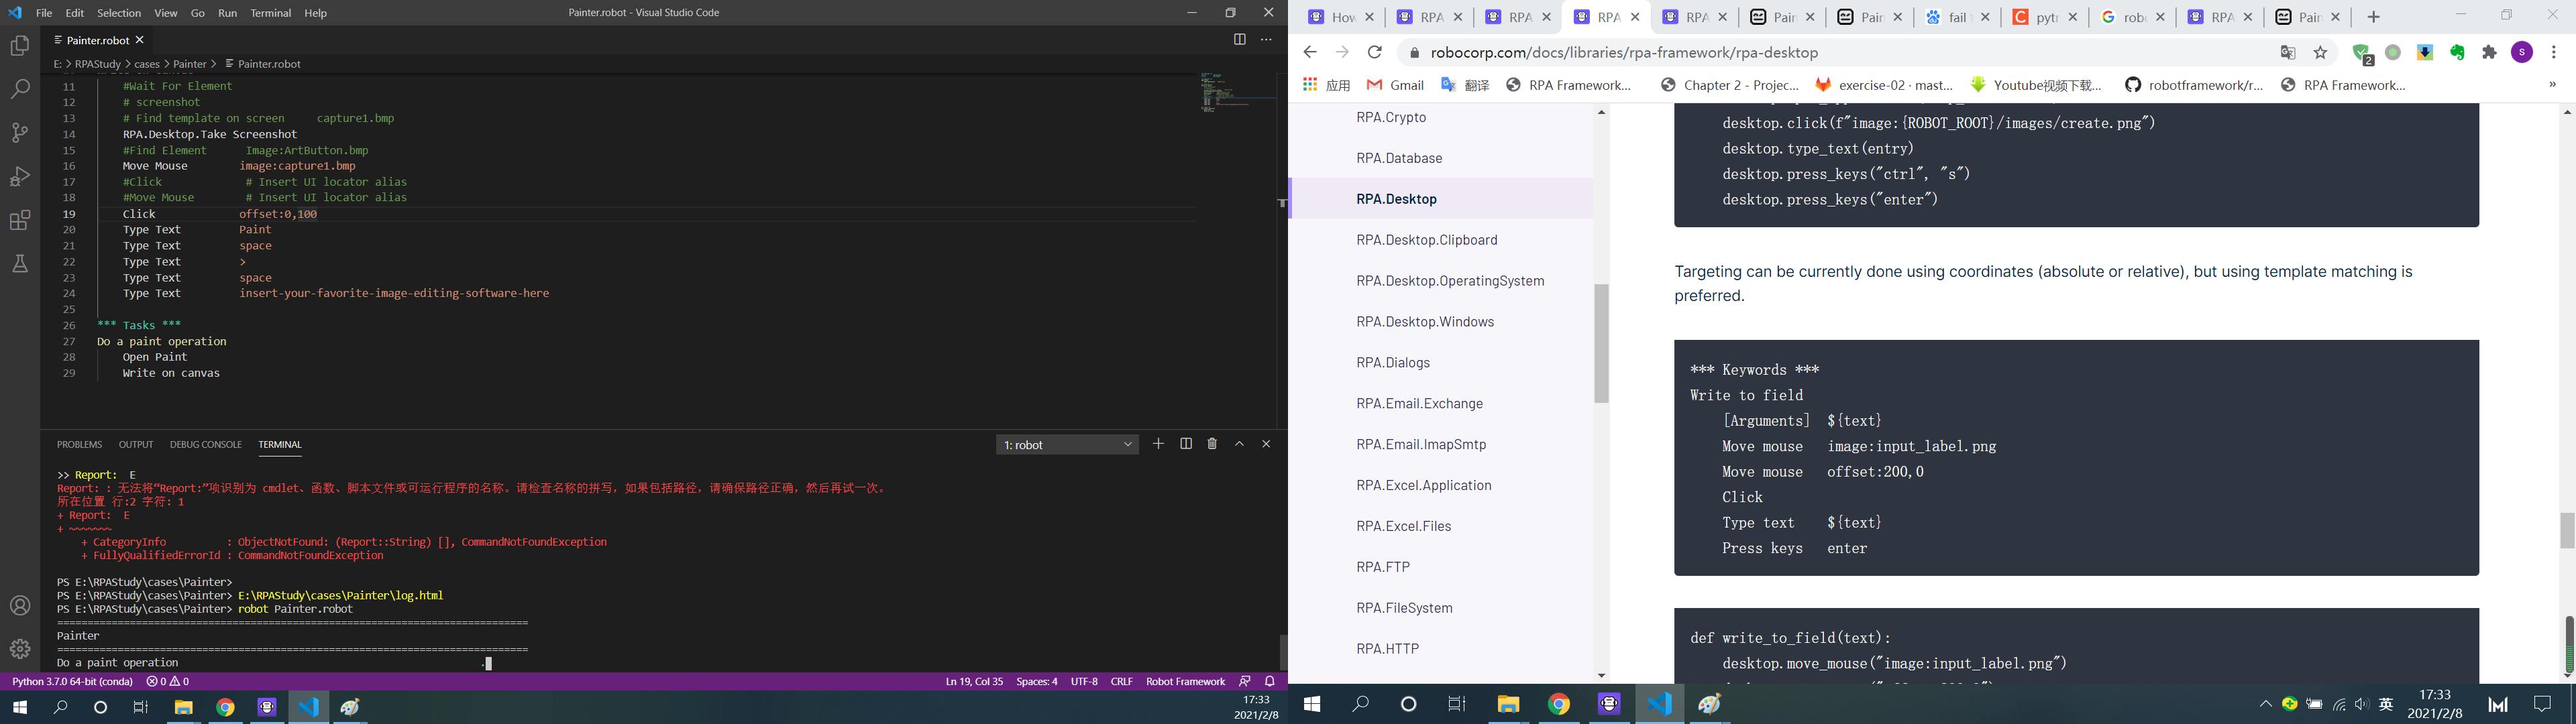 File Edit Selection View Go Run Terminal Help
Painter.robot - Visual Studio Code
Painter.robot
E: > RPAStudy > cases > Painter > Painter.robot
11 #Wait For Element
12 # screenshot
13 # Find template on screen capture1.bmp
14 RPA.Desktop.Take Screenshot
15 #Find Element Image:ArtButton.bmp
16 Move Mouse image:capture1.bmp
17 #Click # Insert UI locator alias
18 #Move Mouse # Insert UI locator alias
19 Click offset:0,100
20 Type Text Paint
21 Type Text space
22 Type Text >
23 Type Text space
24 Type Text insert-your-favorite-image-editing-software-here
25
26 *** Tasks ***
27 Do a paint operation
28 Open Paint
29 Write on canvas
PROBLEMS OUTPUT DEBUG CONSOLE TERMINAL
1: robot
>> Report: E
Report: : 无法将“Report:”项识别为 cmdlet、函数、脚本文件或可运行程序的名称。请检查名称的拼写，如果包括路径，请确保路径正确，然后再试一次。
所在位置 行:2 字符: 1
+ Report: E
+ ~~~~~~~
+ CategoryInfo : ObjectNotFound: (Report::String) [], CommandNotFoundException
+ FullyQualifiedErrorId : CommandNotFoundException
PS E:\RPAStudy\cases\Painter>
PS E:\RPAStudy\cases\Painter> E:\RPAStudy\cases\Painter\log.html
PS E:\RPAStudy\cases\Painter> robot Painter.robot
==============================================================================
Painter
==============================================================================
Do a paint operation .
Python 3.7.0 64-bit (conda) 0 0
Ln 19, Col 35 Spaces: 4 UTF-8 CRLF Robot Framework
17:33
2021/2/8
How RPA RPA RPA RPA Pain Pain fail pytr rob RPA Pain
robocorp.com/docs/libraries/rpa-framework/rpa-desktop
2
S
应用 Gmail 翻译 RPA Framework... Chapter 2 - Projec... exercise-02 · mast... Youtube视频下载... robotframework/r... RPA Framework... »
RPA.Crypto
RPA.Database
RPA.Desktop
RPA.Desktop.Clipboard
RPA.Desktop.OperatingSystem
RPA.Desktop.Windows
RPA.Dialogs
RPA.Email.Exchange
RPA.Email.ImapSmtp
RPA.Excel.Application
RPA.Excel.Files
RPA.FTP
RPA.FileSystem
RPA.HTTP
desktop.click(f"image:{ROBOT_ROOT}/images/create.png")
desktop.type_text(entry)
desktop.press_keys("ctrl", "s")
desktop.press_keys("enter")
Targeting can be currently done using coordinates (absolute or relative), but using template matching is
preferred.
*** Keywords ***
Write to field
[Arguments] ${text}
Move mouse image:input_label.png
Move mouse offset:200,0
Click
Type text ${text}
Press keys enter
def write_to_field(text):
desktop.move_mouse("image:input_label.png")
英
17:33
2021/2/8